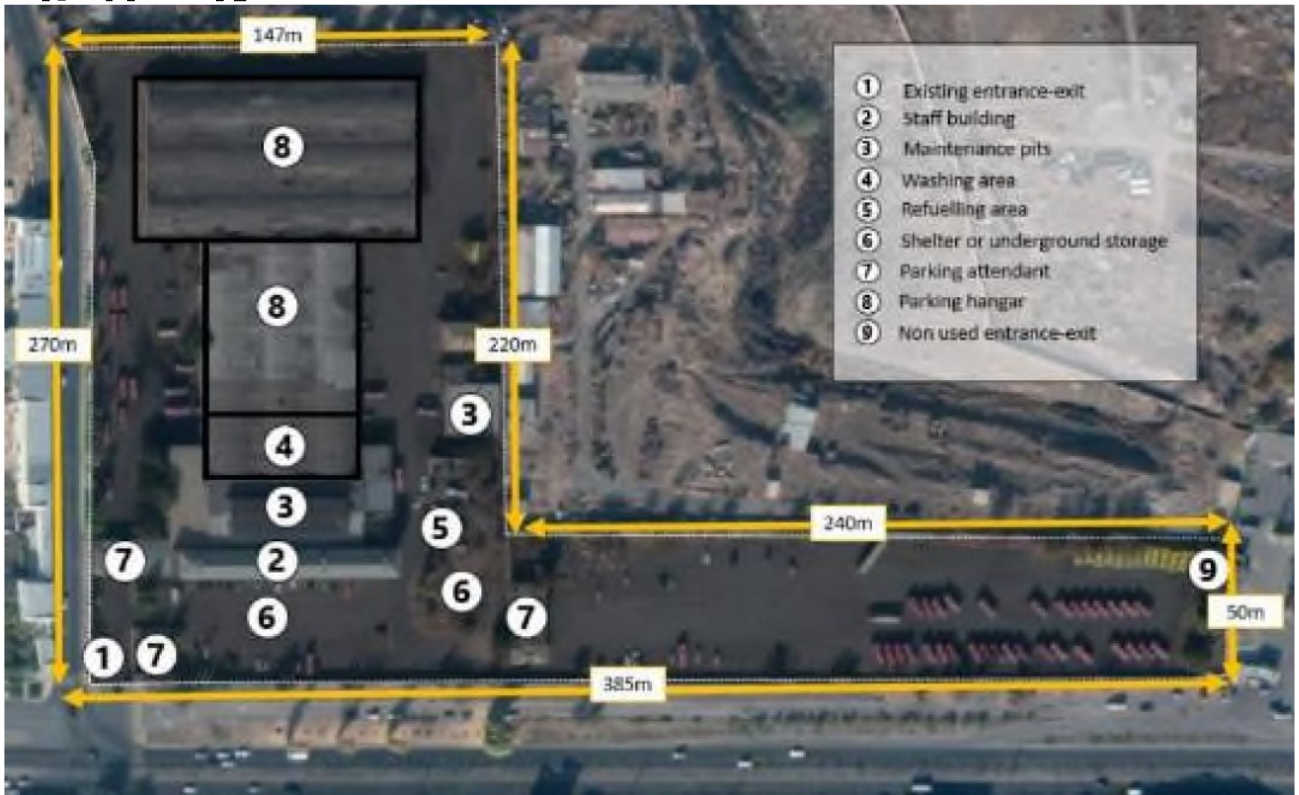 147m
8
1 Existing entrance-exit
2 Staff building
3 Maintenance pits
4 Washing area
5 Refuelling area
6 Shelter or underground storage
7 Parking attendant
8 Parking hangar
9 Non used entrance-exit
8
270m
220m
3
4
3
5
240m
7
2
9
6
6
7
50m
1
7
385m